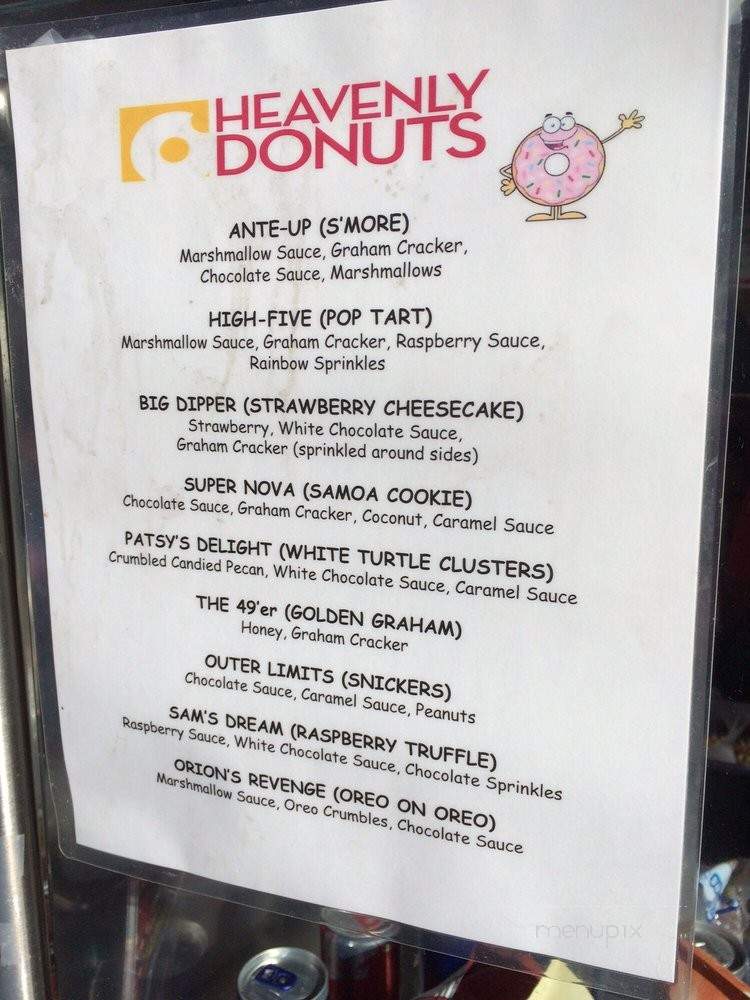 HEAVENLY
DONUTS
ANTE-UP (S'MORE)
Marshmallow Sauce, Graham Cracker,
Chocolate Sauce, Marshmallows
HIGH-FIVE (POP TART)
Marshmallow Sauce, Graham Cracker, Raspberry Sauce,
Rainbow Sprinkles
BIG DIPPER (STRAWBERRY CHEESECAKE)
Strawberry, White Chocolate Sauce,
Graham Cracker (sprinkled around sides)
SUPER NOVA (SAMOA COOKIE)
Chocolate Sauce, Graham Cracker, Coconut, Caramel Sauce
PATSY'S DELIGHT (WHITE TURTLE CLUSTERS)
Crumbled Candied Pecan, White Chocolate Sauce, Caramel Sauce
THE 49'er (GOLDEN GRAHAM)
Honey, Graham Cracker
OUTER LIMITS (SNICKERS)
Chocolate Sauce, Caramel Sauce, Peanuts
SAM'S DREAM (RASPBERRY TRUFFLE)
Raspberry Sauce, White Chocolate Sauce, Chocolate Sprinkles
ORION'S REVENGE (OREO ON OREO)
Marshmallow Sauce, Oreo Crumbles, Chocolate Sauce
menupix